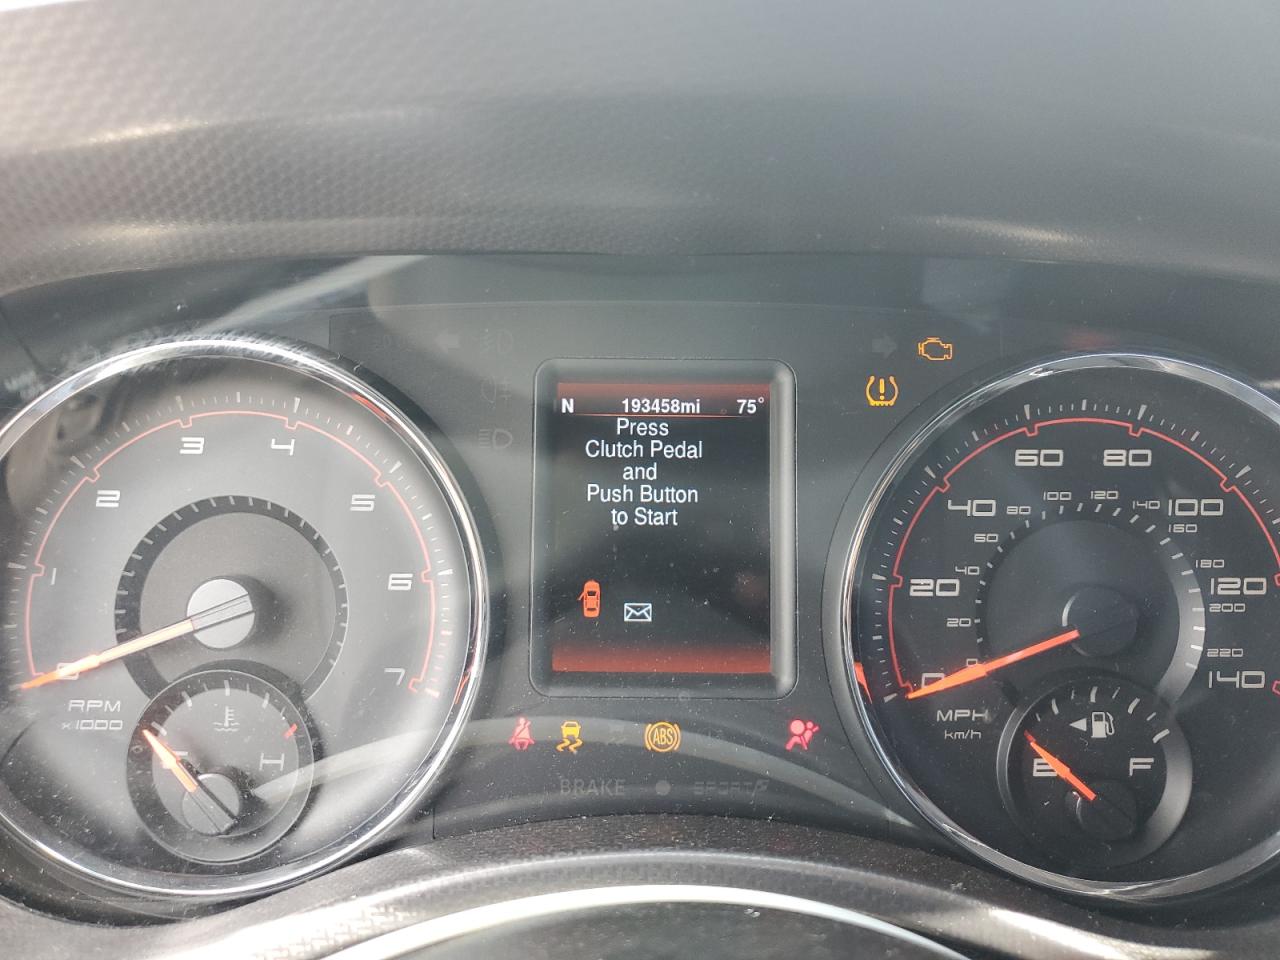 N 193458mi 75°
Press
Clutch Pedal
and
Push Button
to Start
1 2 3 4 5 6 7
RPM
x1000
H
ABS
BRAKE
SPORT
0 20 40 60 80 100 120 140
0 20 40 60 80 100 120 140 160 180 200 220
MPH
km/h
E F